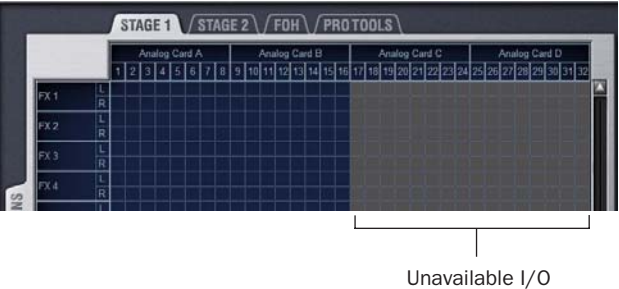 STAGE 1 STAGE 2 FOH PRO TOOLS
Analog Card A Analog Card B Analog Card C Analog Card D
1 2 3 4 5 6 7 8 9 10 11 12 13 14 15 16 17 18 19 20 21 22 23 24 25 26 27 28 29 30 31 32
FX 1 L
R
FX 2 L
R
FX 3 L
R
FX 4 L
R
L
NS
Unavailable I/O